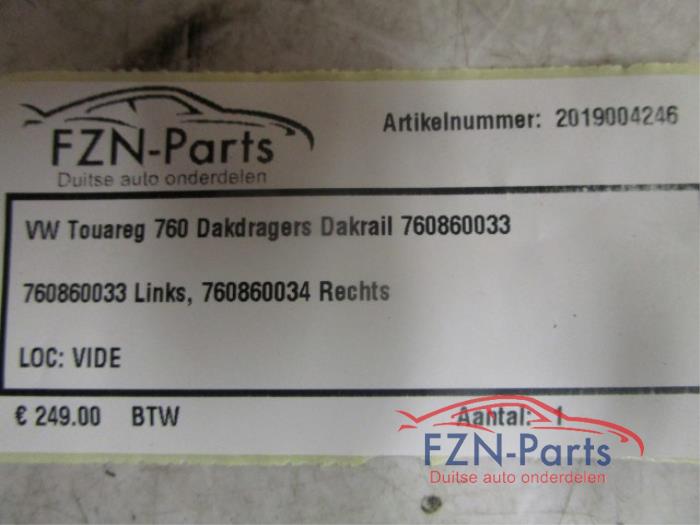 FZN-Parts
Duitse auto onderdelen
Artikelnummer: 2019004246
VW Touareg 760 Dakdragers Dakrail 760860033
760860033 Links, 760860034 Rechts
LOC: VIDE
€ 249.00 BTW Aantal: 1
FZN-Parts
Duitse auto onderdelen